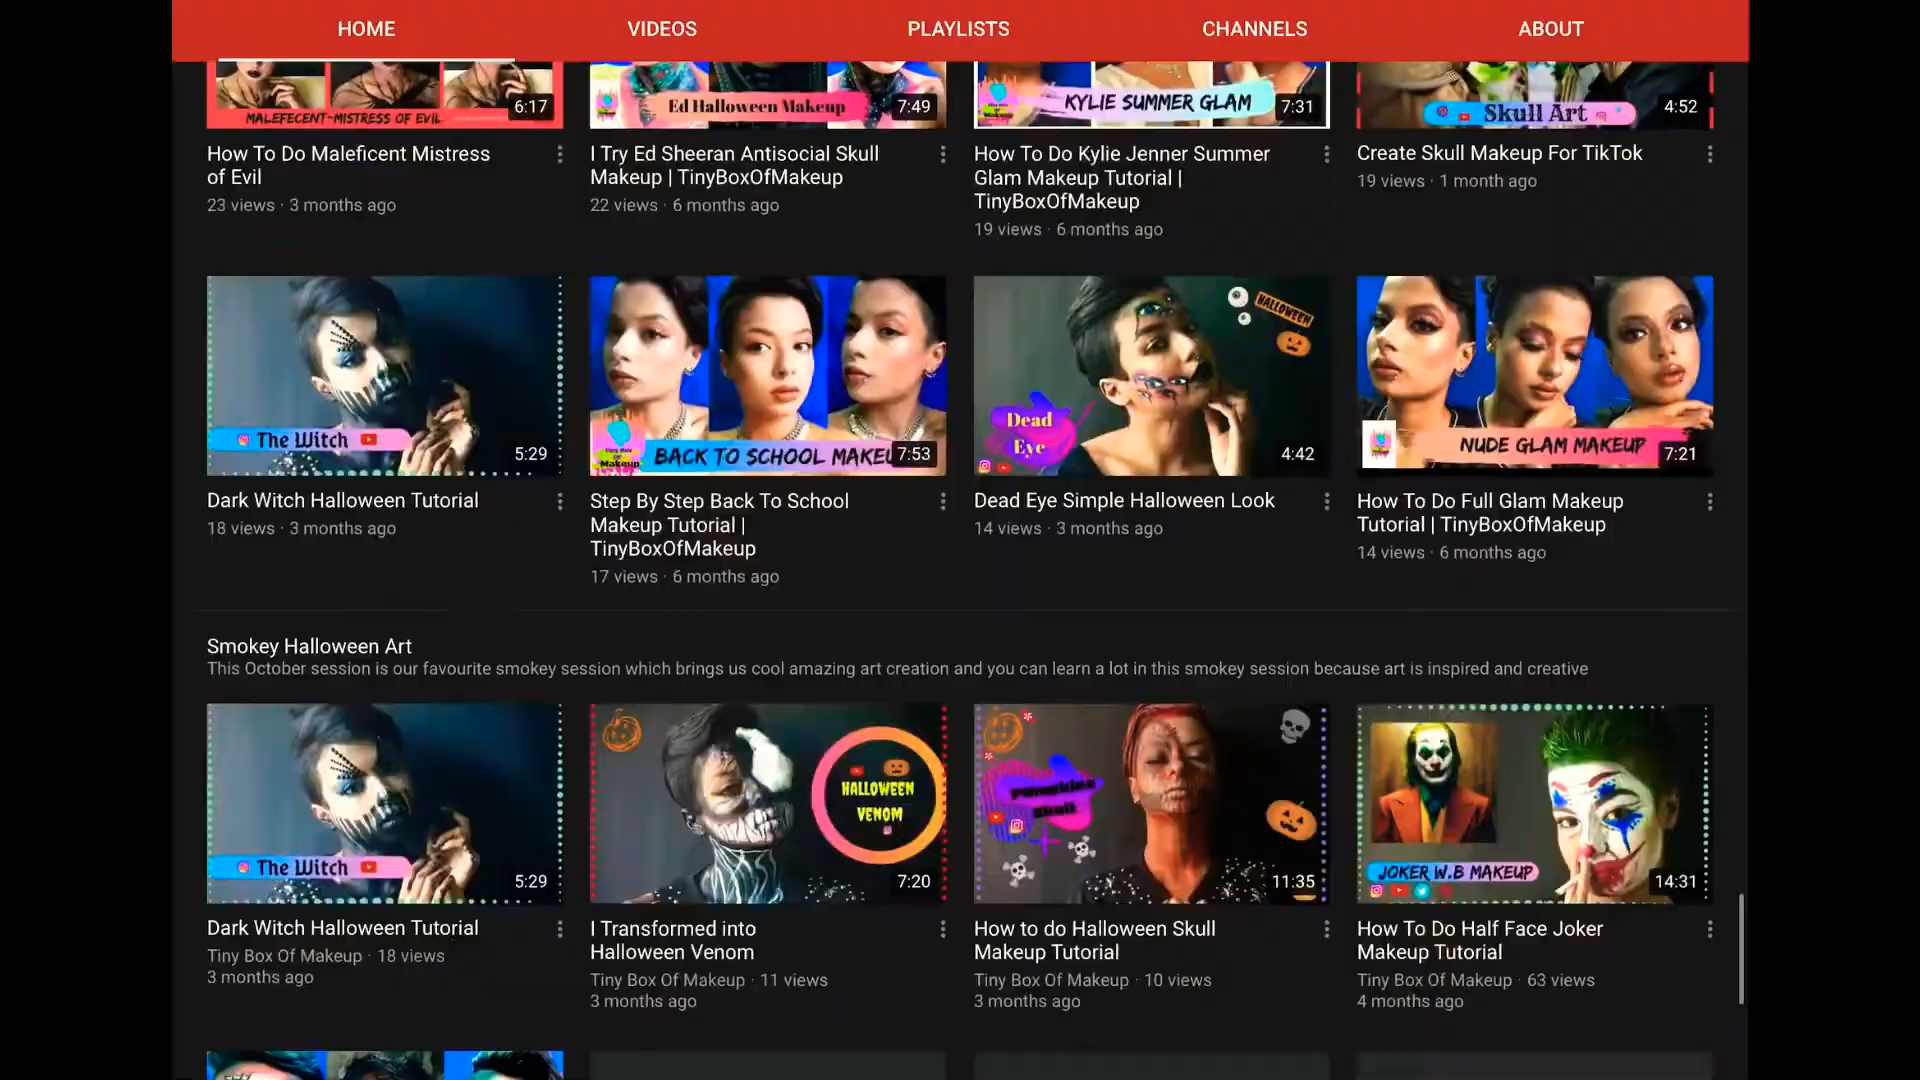 HOME VIDEOS PLAYLISTS CHANNELS ABOUT
MALEFECENT-MISTRESS OF EVIL 6:17
Ed Halloween Makeup 7:49
Makeup KYLIE SUMMER GLAM 7:31
Skull Art 4:52
How To Do Maleficent Mistress
of Evil
23 views · 3 months ago
I Try Ed Sheeran Antisocial Skull
Makeup | TinyBoxOfMakeup
22 views · 6 months ago
How To Do Kylie Jenner Summer
Glam Makeup Tutorial |
TinyBoxOfMakeup
19 views · 6 months ago
Create Skull Makeup For TikTok
19 views · 1 month ago
The Witch
5:29
Makeup
BACK TO SCHOOL MAKEU
7:53
HALLOWEEN
Dead
Eye
4:42
NUDE GLAM MAKEUP
7:21
Dark Witch Halloween Tutorial
18 views · 3 months ago
Step By Step Back To School
Makeup Tutorial |
TinyBoxOfMakeup
17 views · 6 months ago
Dead Eye Simple Halloween Look
14 views · 3 months ago
How To Do Full Glam Makeup
Tutorial | TinyBoxOfMakeup
14 views · 6 months ago
Smokey Halloween Art
This October session is our favourite smokey session which brings us cool amazing art creation and you can learn a lot in this smokey session because art is inspired and creative
The Witch
5:29
HALLOWEEN
VENOM
7:20
Pumpkins
Skull
11:35
JOKER W.B MAKEUP
14:31
Dark Witch Halloween Tutorial
Tiny Box Of Makeup · 18 views
3 months ago
I Transformed into
Halloween Venom
Tiny Box Of Makeup · 11 views
3 months ago
How to do Halloween Skull
Makeup Tutorial
Tiny Box Of Makeup · 10 views
3 months ago
How To Do Half Face Joker
Makeup Tutorial
Tiny Box Of Makeup · 63 views
4 months ago